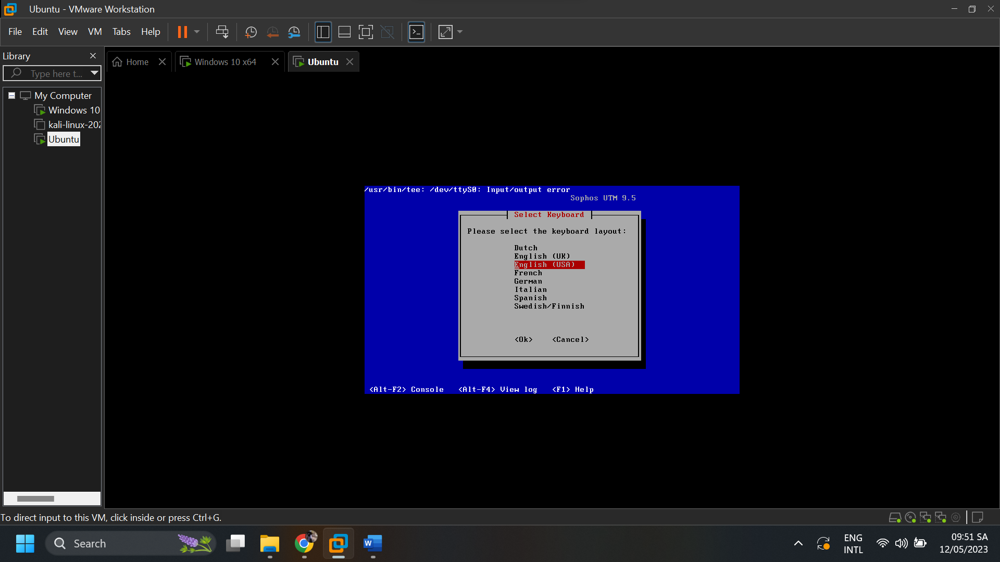 Ubuntu - VMware Workstation
File Edit View VM Tabs Help
Library
Type here t...
My Computer
Windows 10
kali-linux-202
Ubuntu
Home
Windows 10 x64
Ubuntu
/usr/bin/tee: /dev/ttyS0: Input/output error
Sophos UTM 9.5
Select Keyboard
Please select the keyboard layout:
Dutch
English (UK)
English (USA)
French
German
Italian
Spanish
Swedish/Finnish
<Ok> <Cancel>
<Alt-F2> Console <Alt-F4> View log <F1> Help
To direct input to this VM, click inside or press Ctrl+G.
Search
W
ENG
INTL
09:51 SA
12/05/2023